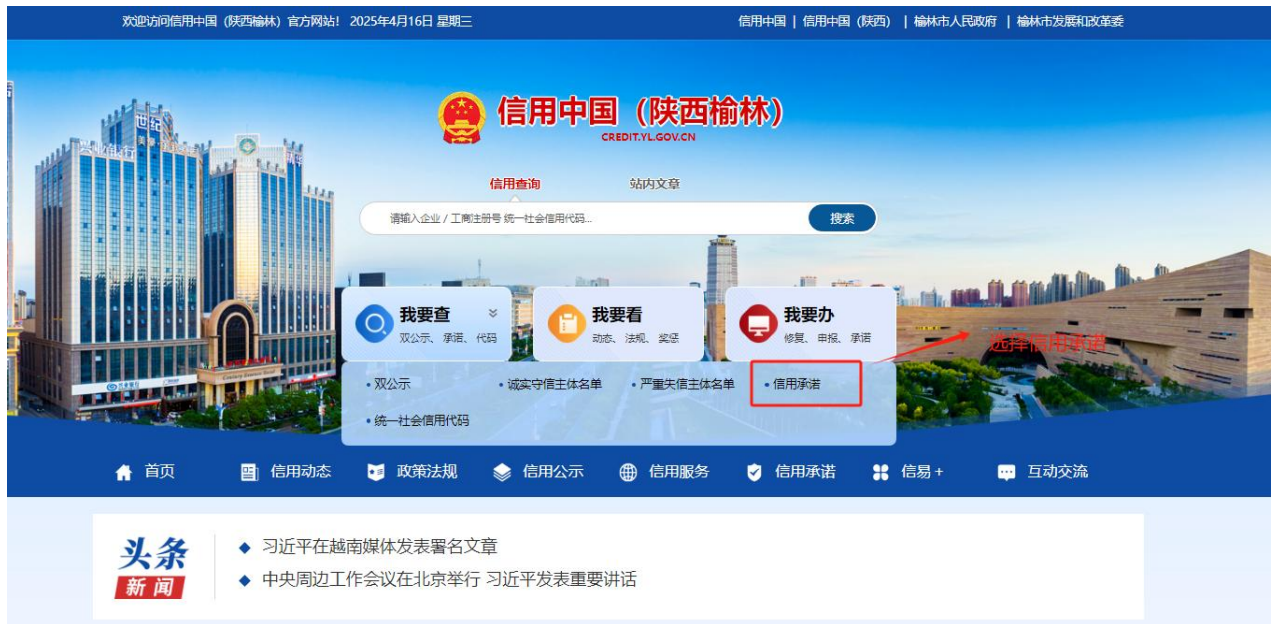 欢迎访问信用中国（陕西榆林）官方网站！ 2025年4月16日 星期三
信用中国 | 信用中国（陕西） | 榆林市人民政府 | 榆林市发展和改革委
信用中国（陕西榆林）
CREDIT.YL.GOV.CN
世纪
信用查询 站内文章
请输入企业 / 工商注册号 统一社会信用代码... 搜索
我要查 我要看 我要办
双公示、承诺、代码 动态、法规、奖惩 修复、申报、承诺
选择信用承诺
•双公示 •诚实守信主体名单 •严重失信主体名单 •信用承诺
•统一社会信用代码
首页 信用动态 政策法规 信用公示 信用服务 信用承诺 信易+ 互动交流
头条
新闻
习近平在越南媒体发表署名文章
中央周边工作会议在北京举行 习近平发表重要讲话